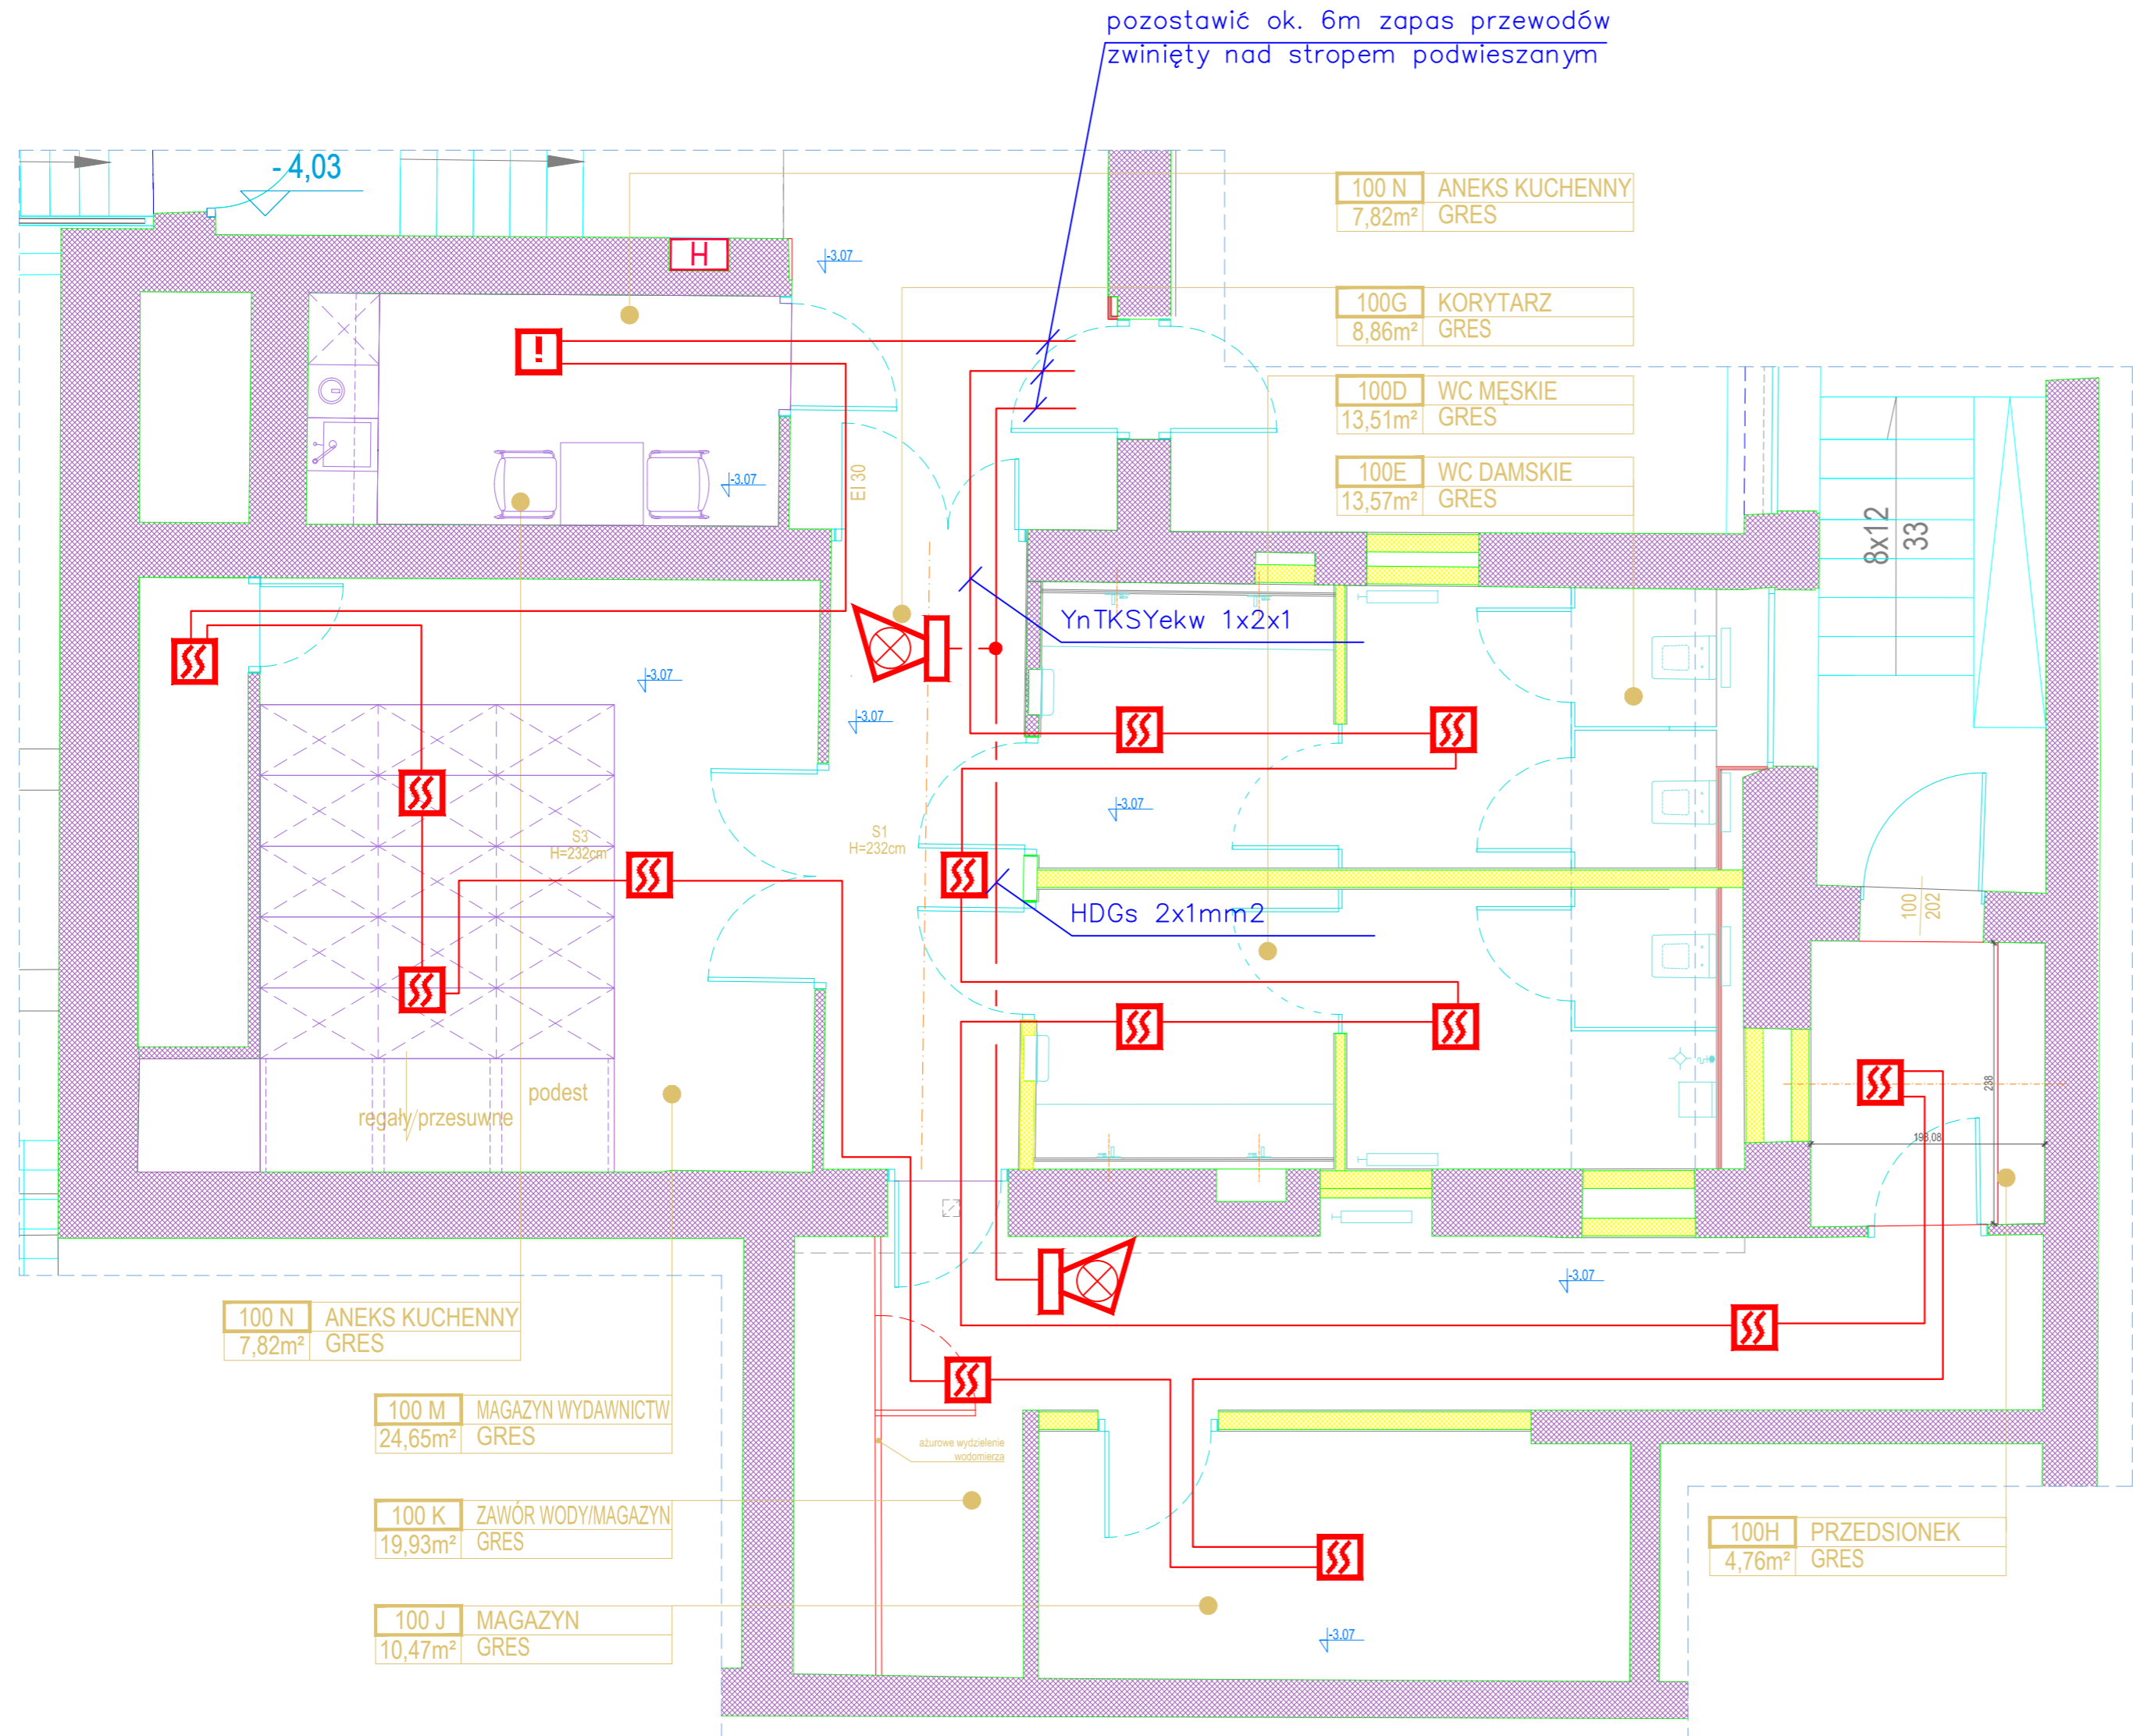 pozostawić ok. 6m zapas przewodów
zwinięty nad stropem podwieszanym
- 4,03
100 N ANEKS KUCHENNY
7,82m² GRES
H
-3.07
100G KORYTARZ
8,86m² GRES
!
100D WC MĘSKIE
13,51m² GRES
100E WC DAMSKIE
13,57m² GRES
-3.07
EI 30
8x12
33
YnTKSYekw 1x2x1
-3.07
-3.07
-3.07
S3
H=232cm
S1
H=232cm
HDGs 2x1mm2
100
202
238
198,08
podest
regały/przesuwne
-3.07
100 N ANEKS KUCHENNY
7,82m² GRES
100 M MAGAZYN WYDAWNICTW
24,65m² GRES
ażurowe wydzielenie
wodomierza
100 K ZAWÓR WODY/MAGAZYN
19,93m² GRES
100H PRZEDSIONEK
4,76m² GRES
100 J MAGAZYN
10,47m² GRES
-3.07